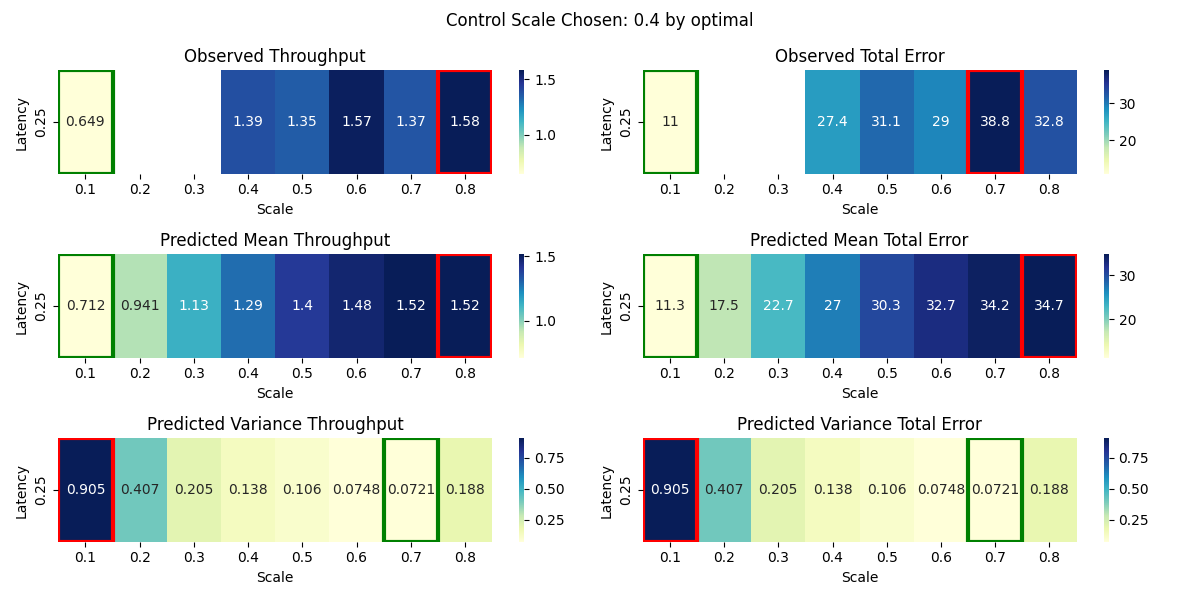 Control Scale Chosen: 0.4 by optimal
Observed Throughput
Latency
0.25
0.649 1.39 1.35 1.57 1.37 1.58
0.1 0.2 0.3 0.4 0.5 0.6 0.7 0.8
Scale
1.5
1.0
Observed Total Error
Latency
0.25
11 27.4 31.1 29 38.8 32.8
0.1 0.2 0.3 0.4 0.5 0.6 0.7 0.8
Scale
30
20
Predicted Mean Throughput
Latency
0.25
0.712 0.941 1.13 1.29 1.4 1.48 1.52 1.52
0.1 0.2 0.3 0.4 0.5 0.6 0.7 0.8
Scale
1.5
1.0
Predicted Mean Total Error
Latency
0.25
11.3 17.5 22.7 27 30.3 32.7 34.2 34.7
0.1 0.2 0.3 0.4 0.5 0.6 0.7 0.8
Scale
30
20
Predicted Variance Throughput
Latency
0.25
0.905 0.407 0.205 0.138 0.106 0.0748 0.0721 0.188
0.1 0.2 0.3 0.4 0.5 0.6 0.7 0.8
Scale
0.75
0.50
0.25
Predicted Variance Total Error
Latency
0.25
0.905 0.407 0.205 0.138 0.106 0.0748 0.0721 0.188
0.1 0.2 0.3 0.4 0.5 0.6 0.7 0.8
Scale
0.75
0.50
0.25